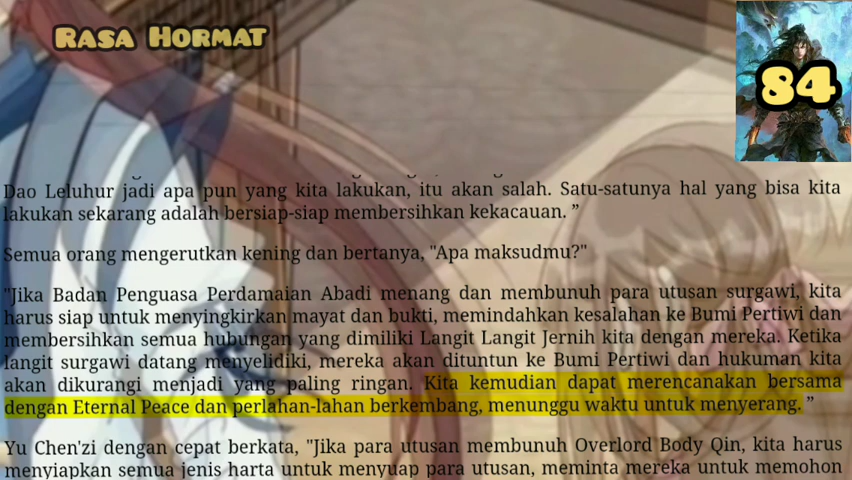 Rasa Hormat
84
Dao Leluhur jadi apa pun yang kita lakukan, itu akan salah. Satu-satunya hal yang bisa kita
lakukan sekarang adalah bersiap-siap membersihkan kekacauan. ”
Semua orang mengerutkan kening dan bertanya, "Apa maksudmu?"
"Jika Badan Penguasa Perdamaian Abadi menang dan membunuh para utusan surgawi, kita
harus siap untuk menyingkirkan mayat dan bukti, memindahkan kesalahan ke Bumi Pertiwi dan
membersihkan semua hubungan yang dimiliki Langit Langit Jernih kita dengan mereka. Ketika
langit surgawi datang menyelidiki, mereka akan dituntun ke Bumi Pertiwi dan hukuman kita
akan dikurangi menjadi yang paling ringan. Kita kemudian dapat merencanakan bersama
dengan Eternal Peace dan perlahan-lahan berkembang, menunggu waktu untuk menyerang. ”
Yu Chen'zi dengan cepat berkata, "Jika para utusan membunuh Overlord Body Qin, kita harus
menyiapkan semua jenis harta untuk menyuap para utusan, meminta mereka untuk memohon